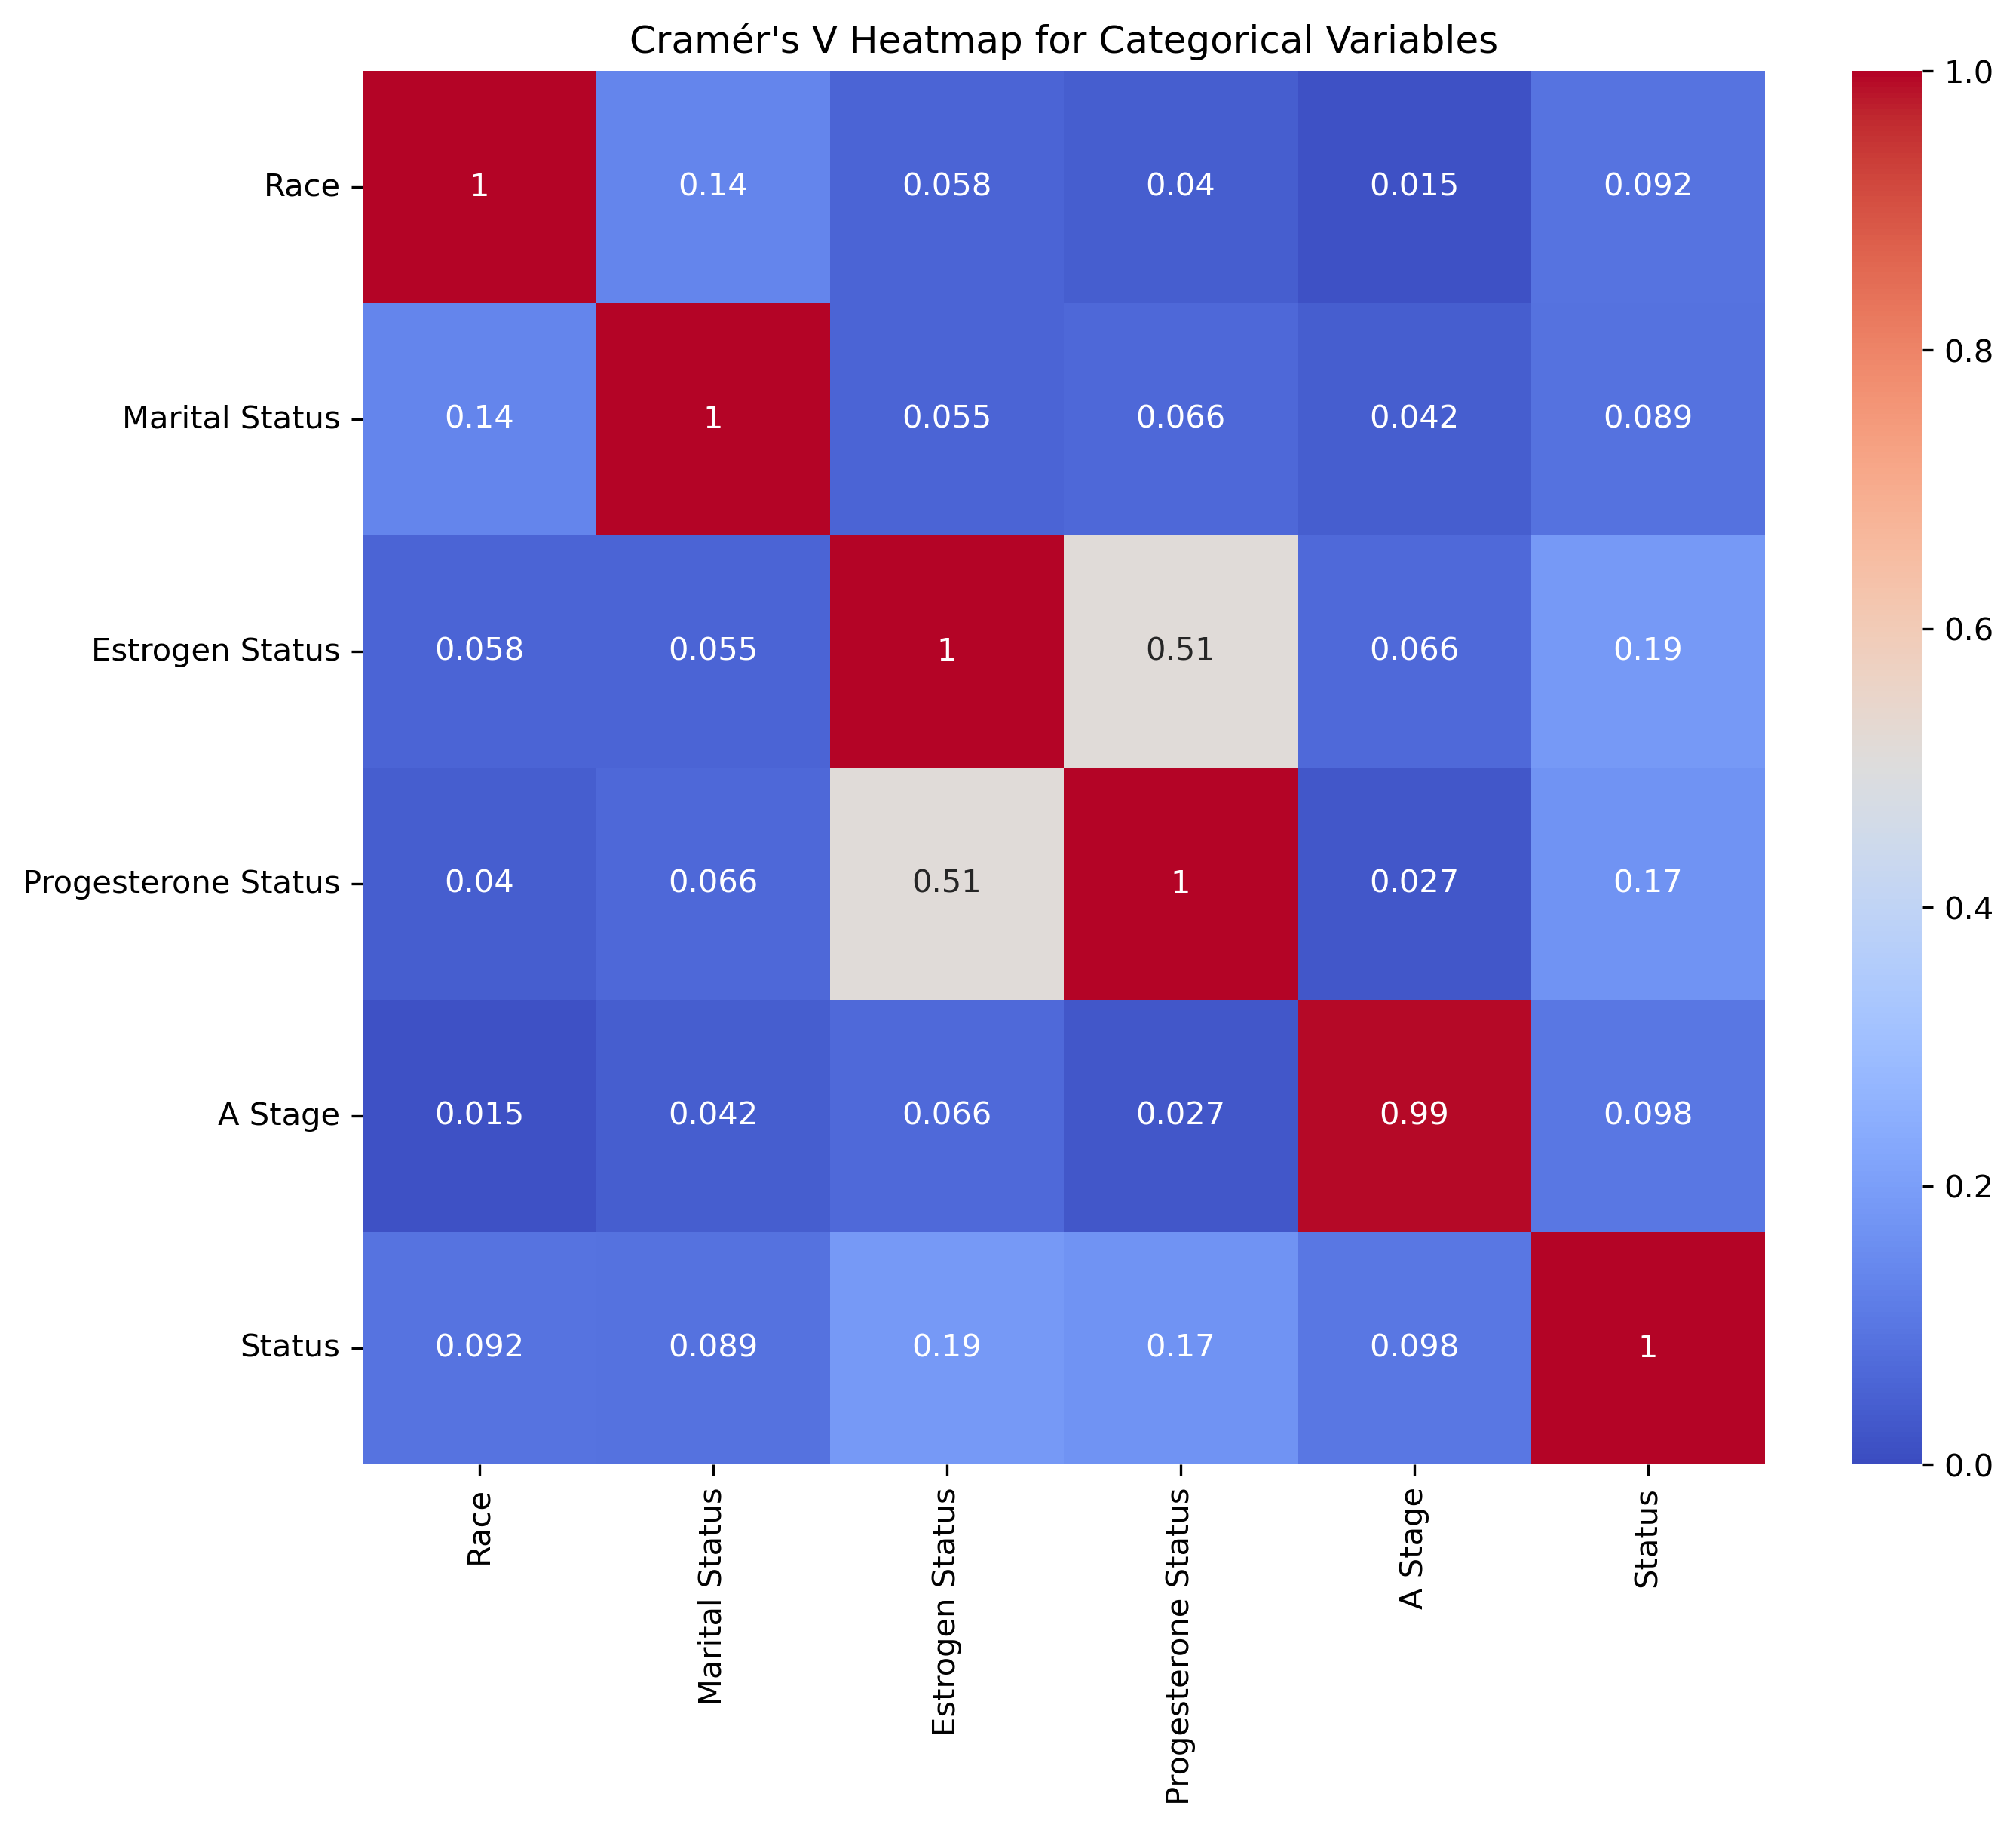 Cramér's V Heatmap for Categorical Variables
Race 1 0.14 0.058 0.04 0.015 0.092
Marital Status 0.14 1 0.055 0.066 0.042 0.089
Estrogen Status 0.058 0.055 1 0.51 0.066 0.19
Progesterone Status 0.04 0.066 0.51 1 0.027 0.17
A Stage 0.015 0.042 0.066 0.027 0.99 0.098
Status 0.092 0.089 0.19 0.17 0.098 1
Race
Marital Status
Estrogen Status
Progesterone Status
A Stage
Status
1.0
0.8
0.6
0.4
0.2
0.0